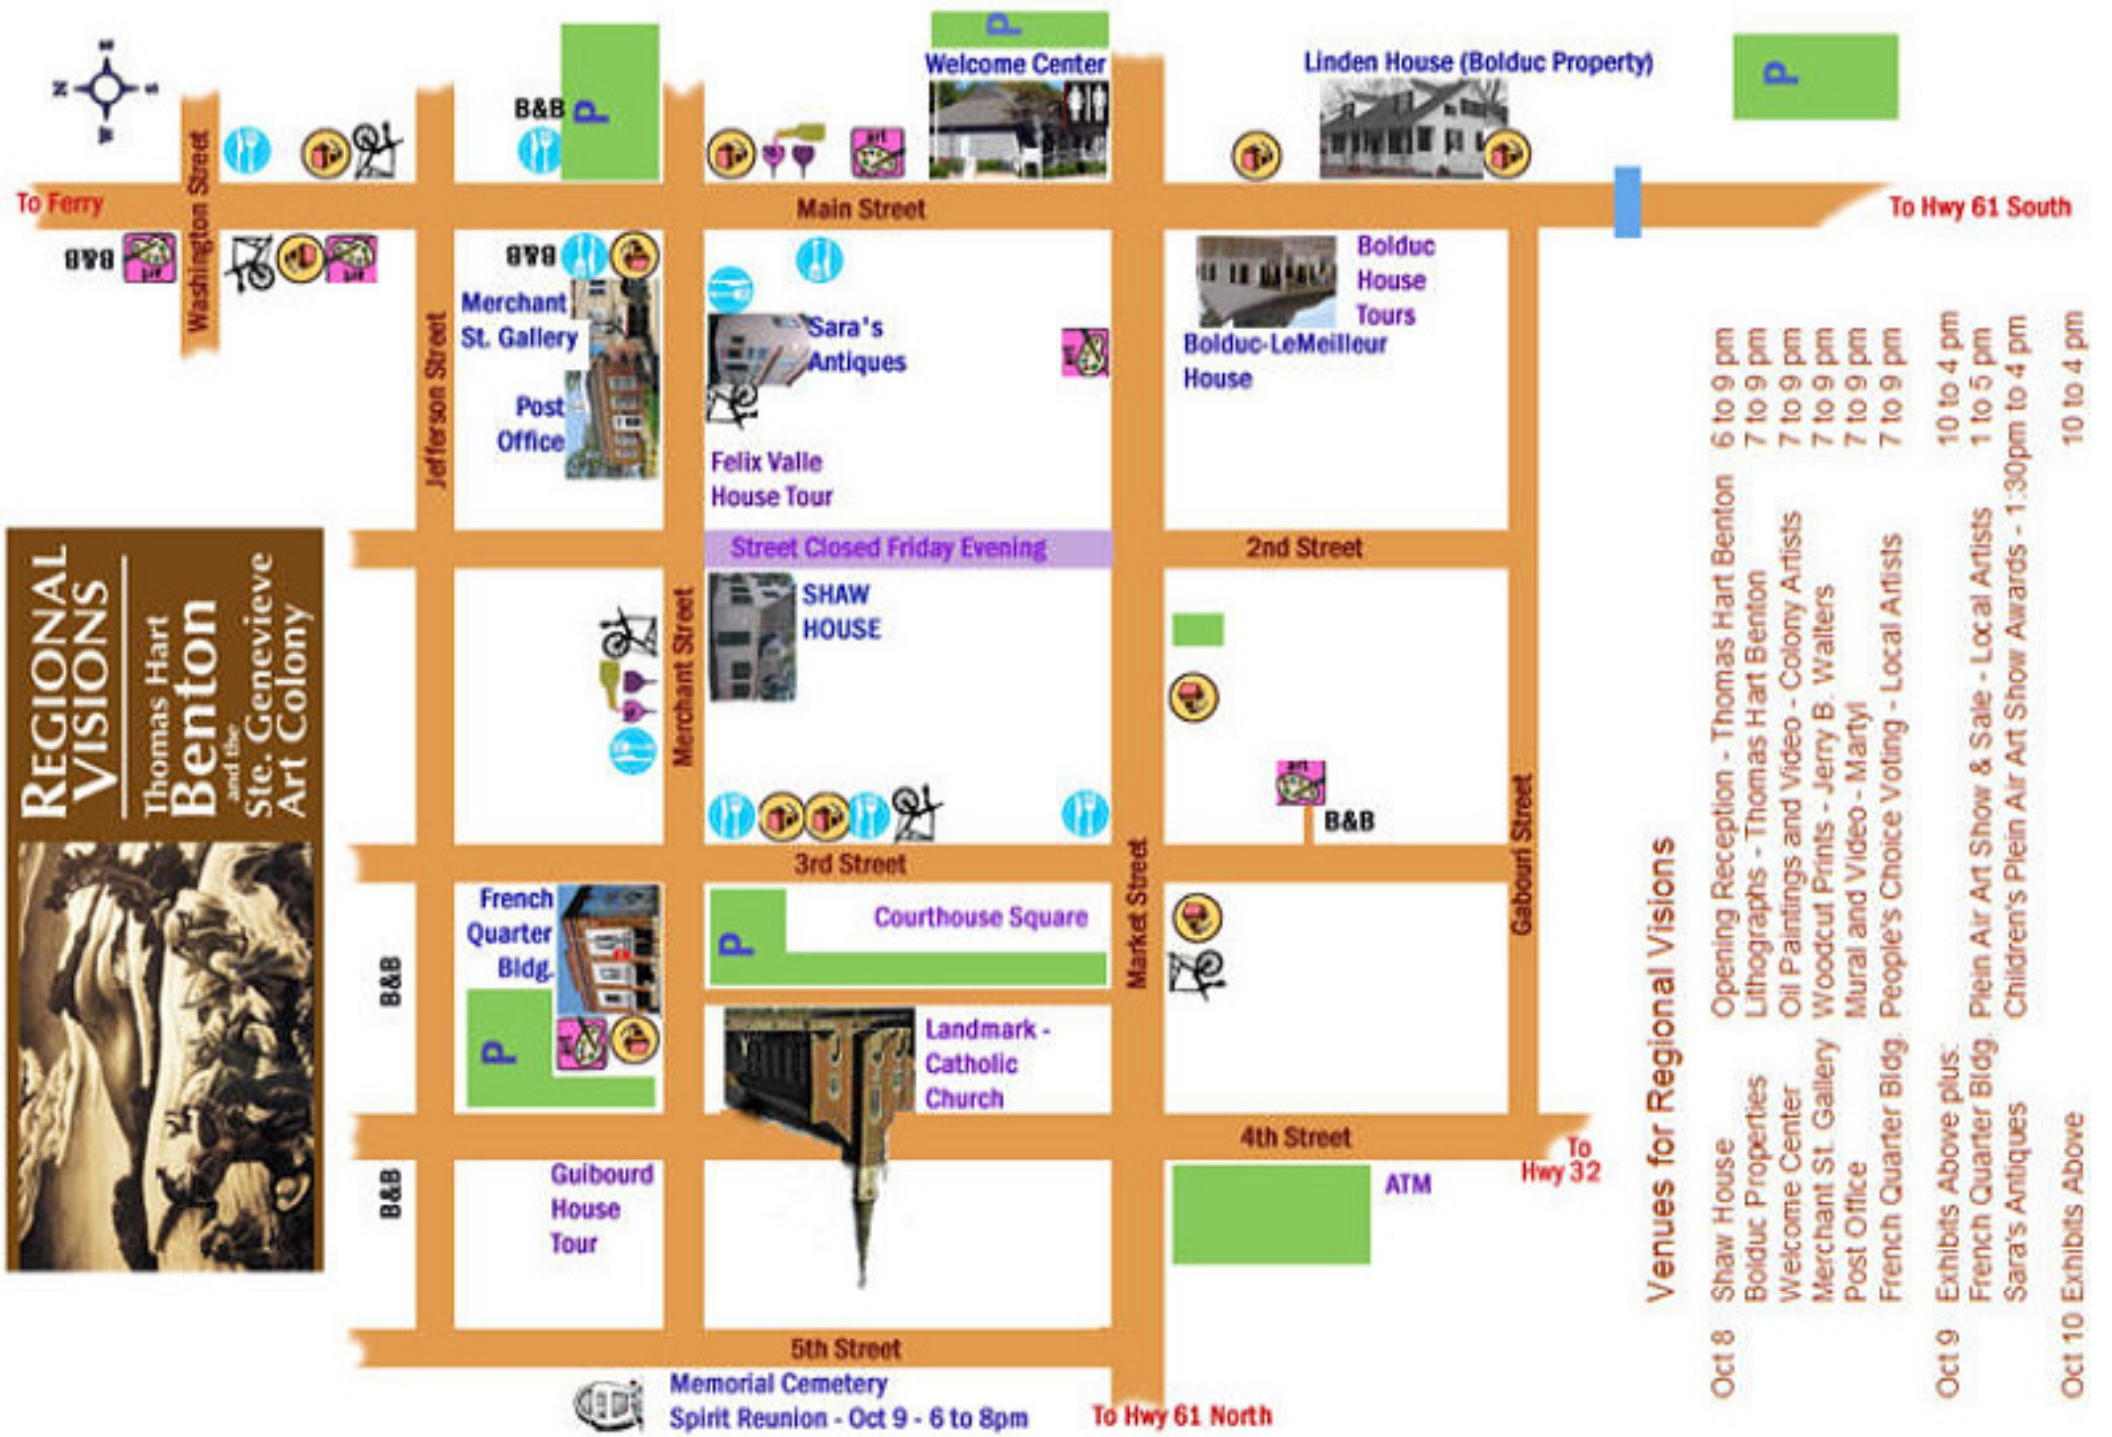 N
E
S
W
B&B
P
P
Welcome Center
Linden House (Bolduc Property)
P
art
To Ferry
Washington Street
Main Street
To Hwy 61 South
B&B
art
art
B&B
Merchant
St. Gallery
Post
Office
Jefferson Street
Sara's
Antiques
art
Felix Valle
House Tour
Bolduc
House
Tours
Bolduc-LeMeilleur
House
Street Closed Friday Evening
2nd Street
REGIONAL
VISIONS
Thomas Hart
Benton
and the
Ste. Genevieve
Art Colony
Merchant Street
SHAW
HOUSE
art
B&B
3rd Street
Market Street
Gabouri Street
French
Quarter
Bldg.
P
art
P
Courthouse Square
B&B
Landmark -
Catholic
Church
4th Street
To
Hwy 32
B&B
Guibourd
House
Tour
ATM
5th Street
Memorial Cemetery
Spirit Reunion - Oct 9 - 6 to 8pm
To Hwy 61 North
Venues for Regional Visions
Oct 8 Shaw House Opening Reception - Thomas Hart Benton 6 to 9 pm
Bolduc Properties Lithographs - Thomas Hart Benton 7 to 9 pm
Welcome Center Oil Paintings and Video - Colony Artists 7 to 9 pm
Merchant St. Gallery Woodcut Prints - Jerry B. Walters 7 to 9 pm
Post Office Mural and Video - Martyl 7 to 9 pm
French Quarter Bldg. People's Choice Voting - Local Artists 7 to 9 pm
Oct 9 Exhibits Above plus: 10 to 4 pm
French Quarter Bldg. Plein Air Art Show & Sale - Local Artists 1 to 5 pm
Sara's Antiques Children's Plein Air Art Show Awards - 1:30pm to 4 pm
Oct 10 Exhibits Above 10 to 4 pm